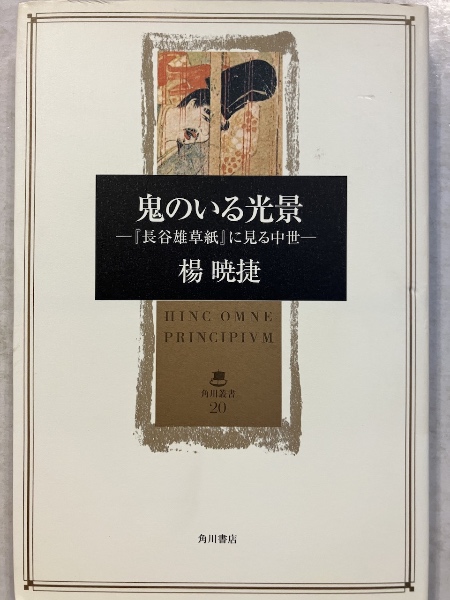 鬼のいる光景
―『長谷雄草紙』に見る中世―
楊 暁捷
HINC OMNE
PRINCIPIVM
角川叢書
20
角川書店